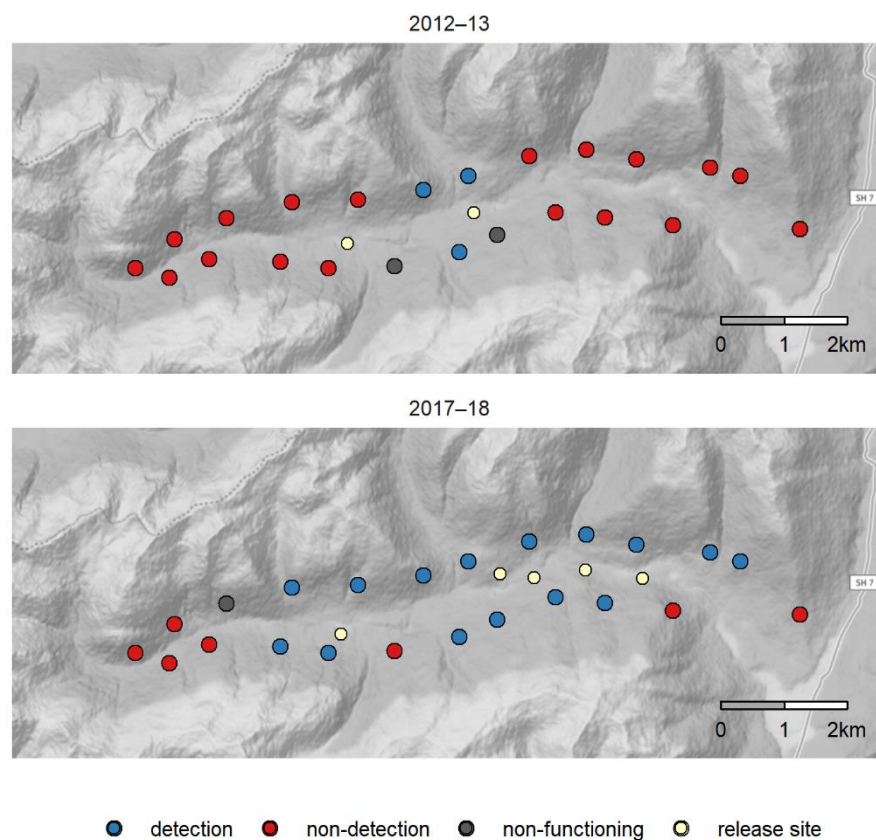 2012–13
SH 7
0 1 2km
2017–18
SH 7
0 1 2km
detection non-detection non-functioning release site